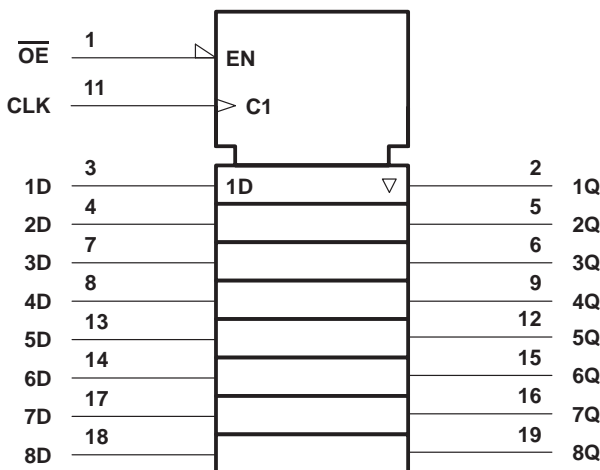 OE 1 EN
CLK 11 C1
1D 3 1D 2 1Q
2D 4 5 2Q
3D 7 6 3Q
4D 8 9 4Q
5D 13 12 5Q
6D 14 15 6Q
7D 17 16 7Q
8D 18 19 8Q